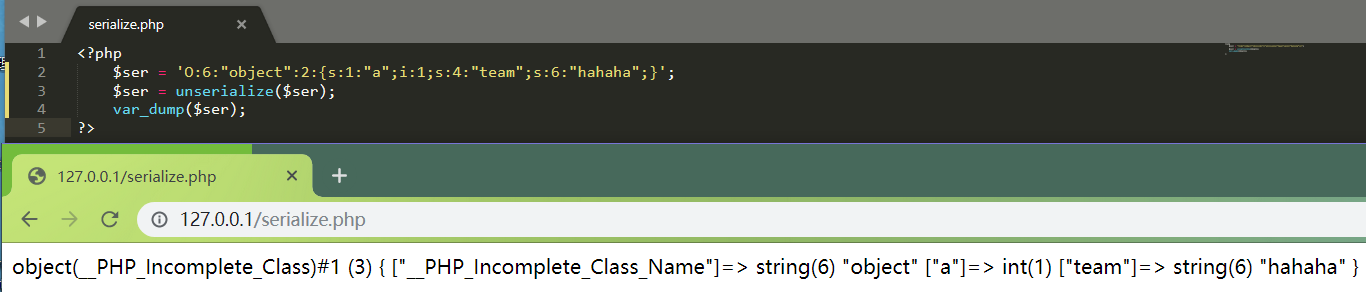 serialize.php
1 <?php
2 $ser = 'O:6:"object":2:{s:1:"a";i:1;s:4:"team";s:6:"hahaha";}';
3 $ser = unserialize($ser);
4 var_dump($ser);
5 ?>
127.0.0.1/serialize.php
127.0.0.1/serialize.php
object(__PHP_Incomplete_Class)#1 (3) { ["__PHP_Incomplete_Class_Name"]=> string(6) "object" ["a"]=> int(1) ["team"]=> string(6) "hahaha" }